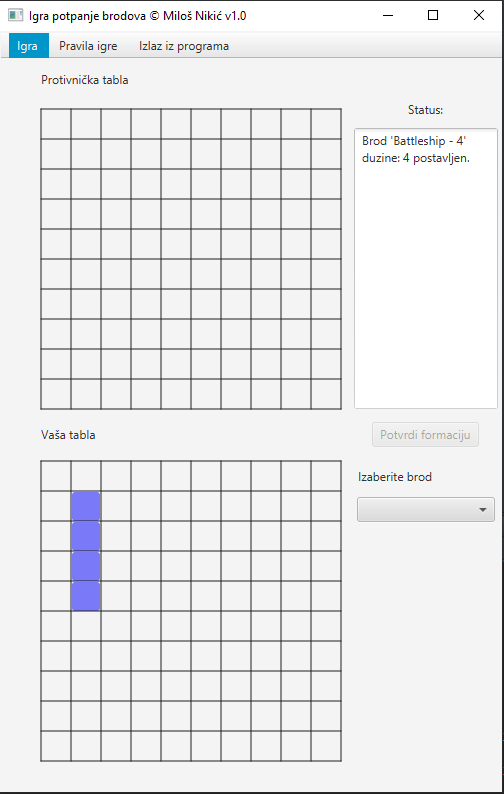 Igra potpanje brodova © Miloš Nikić v1.0
Igra Pravila igre Izlaz iz programa
Protivnička tabla
Status:
Brod 'Battleship - 4'
duzine: 4 postavljen.
Potvrdi formaciju
Vaša tabla
Izaberite brod